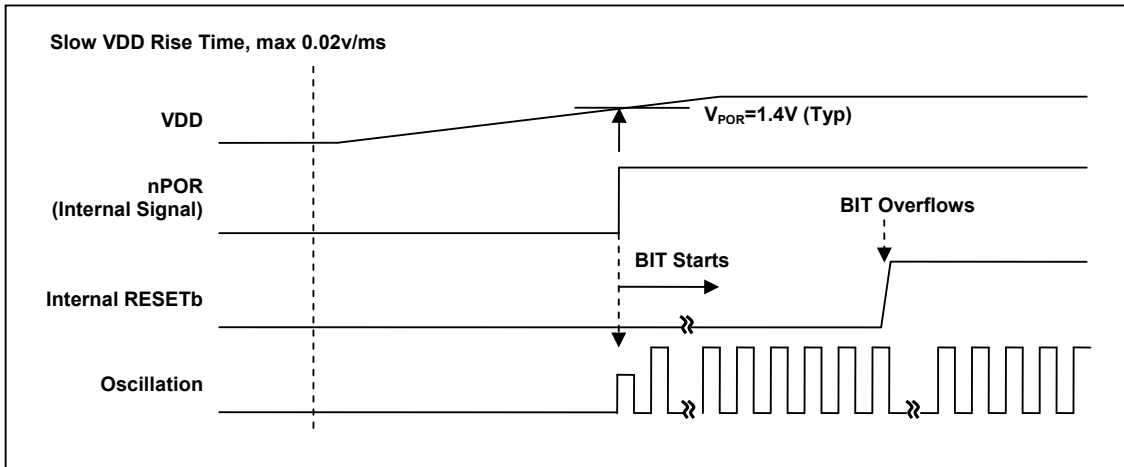 Slow VDD Rise Time, max 0.02v/ms
VDD
VPOR=1.4V (Typ)
nPOR
(Internal Signal)
BIT Overflows
BIT Starts
Internal RESETb
Oscillation